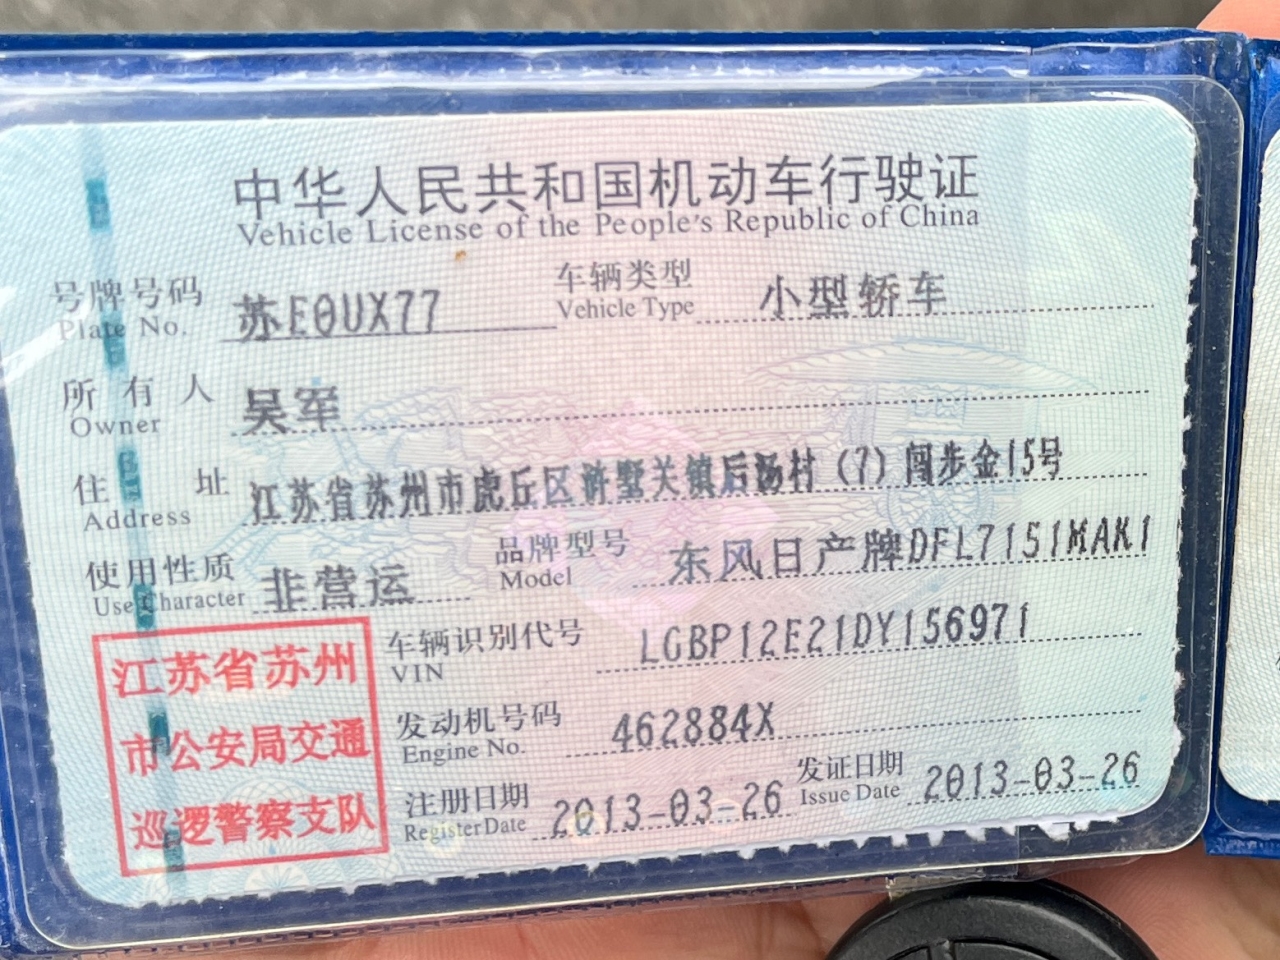 中华人民共和国机动车行驶证
Vehicle License of the People's Republic of China
号牌号码 苏E0UX77 车辆类型 小型轿车
Plate No. Vehicle Type
所有人 吴军
Owner
住址 江苏省苏州市虎丘区浒墅关镇后汤村（7）闾步金15号
Address
使用性质 非营运 品牌型号 东风日产牌DFL7151MAK1
Use Character Model
车辆识别代号 LGBP12E21DY156971
VIN
发动机号码 462884X
Engine No.
注册日期 2013-03-26 发证日期 2013-03-26
Register Date Issue Date
江苏省苏州
市公安局交通
巡逻警察支队